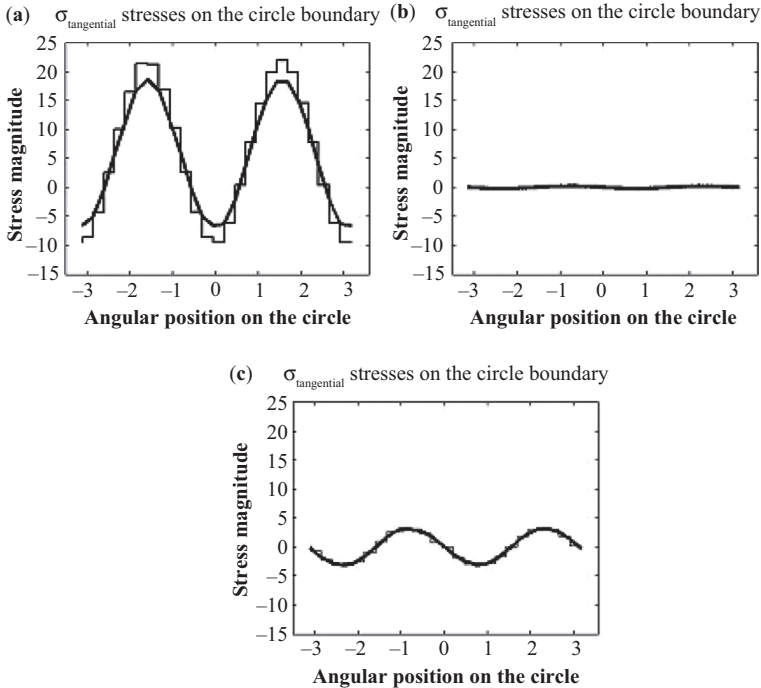 (a) σtangential stresses on the circle boundary
25
20
15
10
5
0
–5
–10
–15
Stress magnitude
–3 –2 –1 0 1 2 3
Angular position on the circle
(b) σtangential stresses on the circle boundary
25
20
15
10
5
0
–5
–10
–15
Stress magnitude
–3 –2 –1 0 1 2 3
Angular position on the circle
(c) σtangential stresses on the circle boundary
25
20
15
10
5
0
–5
–10
–15
Stress magnitude
–3 –2 –1 0 1 2 3
Angular position on the circle